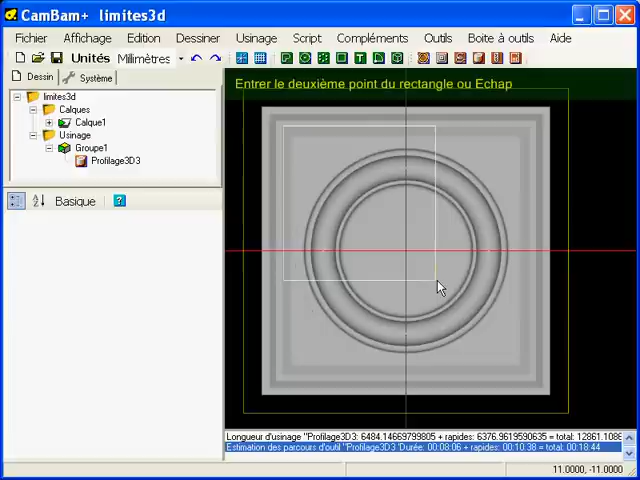 CamBam+ limites3d
Fichier Affichage Edition Dessiner Usinage Script Compléments Outils Boite à outils Aide
Unités Millimètres
Dessin Système
Entrer le deuxième point du rectangle ou Echap
limites3d
Calques
Calque1
Usinage
Groupe1
Profilage3D3
Basique
Longueur d'usinage "Profilage3D3: 6484.14669799805 + rapides: 6376.9619590635 = total: 12861.1086
Estimation des parcours d'outil "Profilage3D3 'Durée: 00:08:06 + rapides: 00:10:38 = total: 00:18:44
11.0000, -11.0000